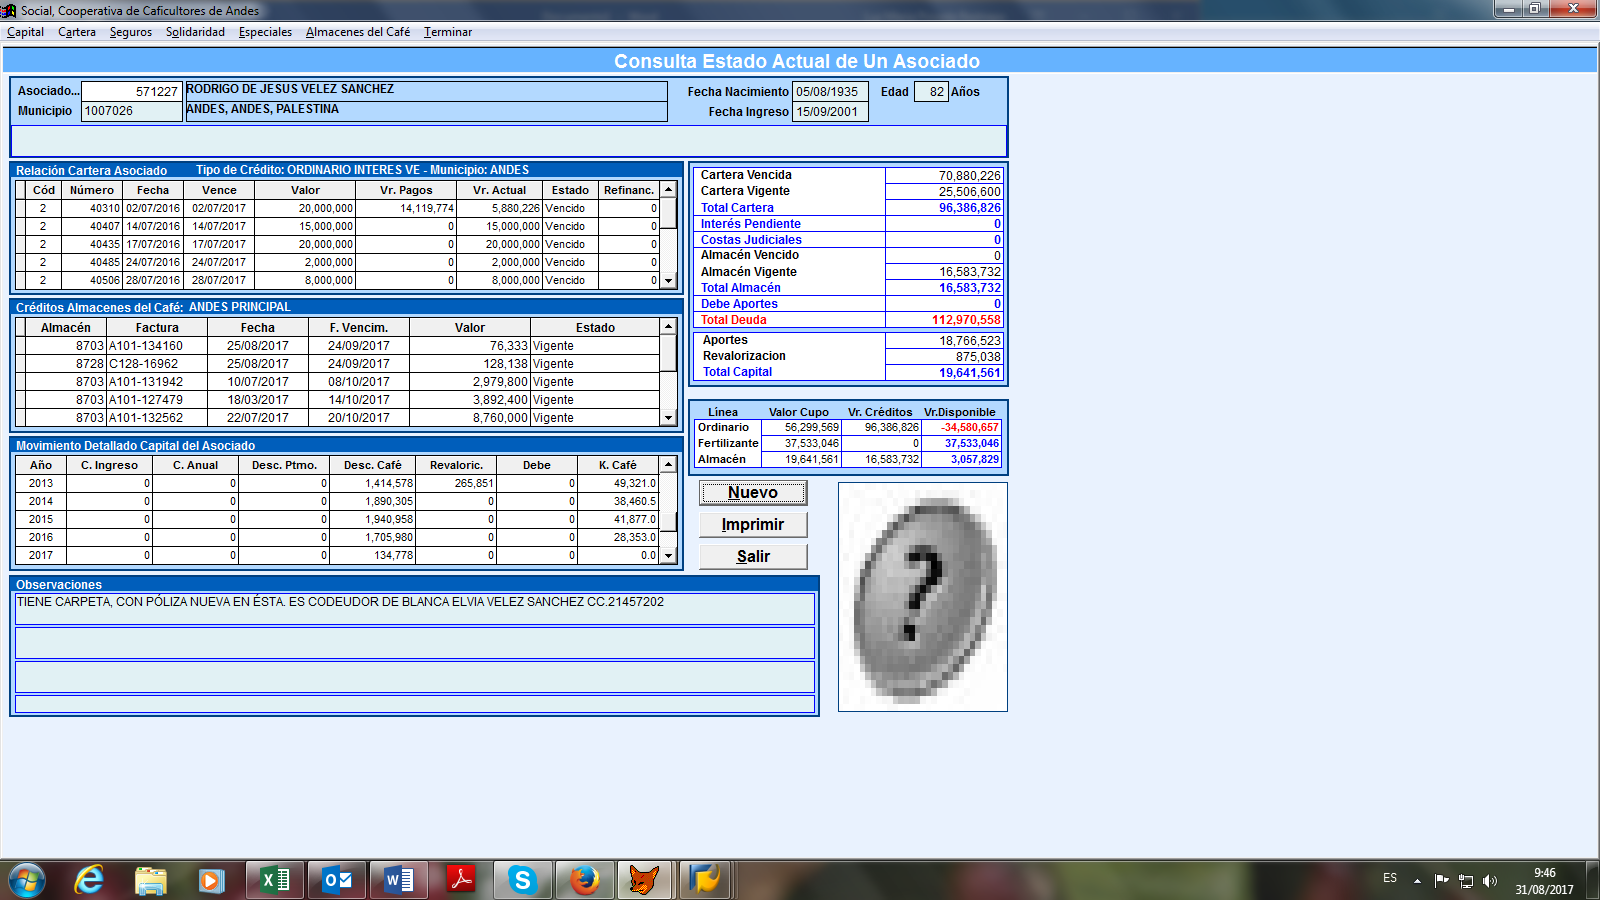 Social, Cooperativa de Caficultores de Andes
Capital Cartera Seguros Solidaridad Especiales Almacenes del Café Terminar
Consulta Estado Actual de Un Asociado
Asociado... 571227 RODRIGO DE JESUS VELEZ SANCHEZ Fecha Nacimiento 05/08/1935 Edad 82 Años
Municipio 1007026 ANDES, ANDES, PALESTINA Fecha Ingreso 15/09/2001
Relación Cartera Asociado Tipo de Crédito: ORDINARIO INTERES VE - Municipio: ANDES
Cód Número Fecha Vence Valor Vr. Pagos Vr. Actual Estado Refinanc.
2 40310 02/07/2016 02/07/2017 20,000,000 14,119,774 5,880,226 Vencido 0
2 40407 14/07/2016 14/07/2017 15,000,000 0 15,000,000 Vencido 0
2 40435 17/07/2016 17/07/2017 20,000,000 0 20,000,000 Vencido 0
2 40485 24/07/2016 24/07/2017 2,000,000 0 2,000,000 Vencido 0
2 40506 28/07/2016 28/07/2017 8,000,000 0 8,000,000 Vencido 0
Créditos Almacenes del Café: ANDES PRINCIPAL
Almacén Factura Fecha F. Vencim. Valor Estado
8703 A101-134160 25/08/2017 24/09/2017 76,333 Vigente
8728 C128-16962 25/08/2017 24/09/2017 128,138 Vigente
8703 A101-131942 10/07/2017 08/10/2017 2,979,800 Vigente
8703 A101-127479 18/03/2017 14/10/2017 3,892,400 Vigente
8703 A101-132562 22/07/2017 20/10/2017 8,760,000 Vigente
Movimiento Detallado Capital del Asociado
Año C. Ingreso C. Anual Desc. Ptmo. Desc. Café Revaloric. Debe K. Café
2013 0 0 0 1,414,578 265,851 0 49,321.0
2014 0 0 0 1,890,305 0 0 38,460.5
2015 0 0 0 1,940,958 0 0 41,877.0
2016 0 0 0 1,705,980 0 0 28,353.0
2017 0 0 0 134,778 0 0 0.0
Observaciones
TIENE CARPETA, CON PÓLIZA NUEVA EN ÉSTA. ES CODEUDOR DE BLANCA ELVIA VELEZ SANCHEZ CC.21457202
Cartera Vencida 70,880,226
Cartera Vigente 25,506,600
Total Cartera 96,386,826
Interés Pendiente 0
Costas Judiciales 0
Almacén Vencido 0
Almacén Vigente 16,583,732
Total Almacén 16,583,732
Debe Aportes 0
Total Deuda 112,970,558
Aportes 18,766,523
Revalorizacion 875,038
Total Capital 19,641,561
Línea Valor Cupo Vr. Créditos Vr.Disponible
Ordinario 56,299,569 96,386,826 -34,580,657
Fertilizante 37,533,046 0 37,533,046
Almacén 19,641,561 16,583,732 3,057,829
Nuevo
Imprimir
Salir
?
ES
9:46
31/08/2017